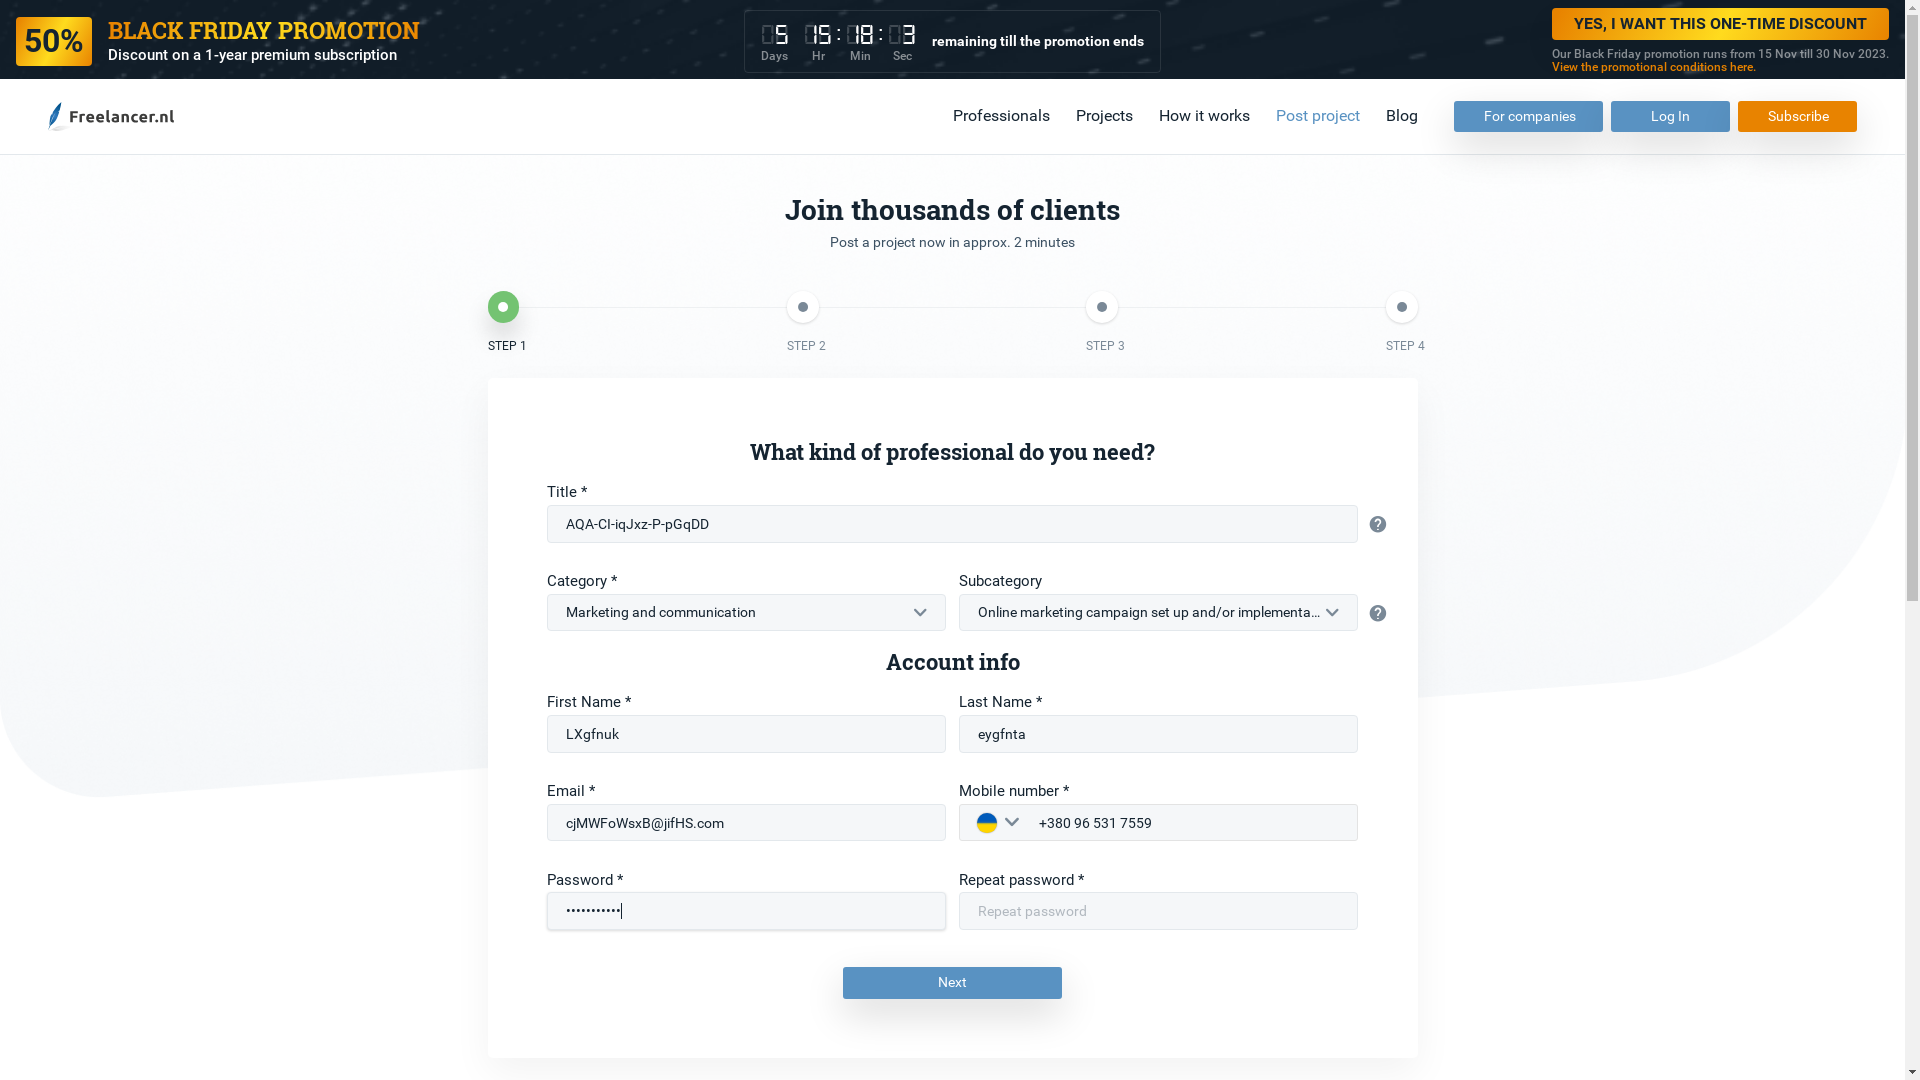 50%
BLACK FRIDAY PROMOTION
Discount on a 1-year premium subscription
5 15 : 18 : 3
Days Hr Min Sec
remaining till the promotion ends
YES, I WANT THIS ONE-TIME DISCOUNT
Our Black Friday promotion runs from 15 Nov till 30 Nov 2023.
View the promotional conditions here.
Freelancer.nl
Professionals Projects How it works Post project Blog For companies Log In Subscribe
Join thousands of clients
Post a project now in approx. 2 minutes
STEP 1 STEP 2 STEP 3 STEP 4
What kind of professional do you need?
Title *
AQA-CI-iqJxz-P-pGqDD
?
Category * Subcategory
Marketing and communication Online marketing campaign set up and/or implementa... ?
Account info
First Name * Last Name *
LXgfnuk eygfnta
Email * Mobile number *
cjMWFoWsxB@jifHS.com +380 96 531 7559
Password * Repeat password *
••••••••••• Repeat password
Next